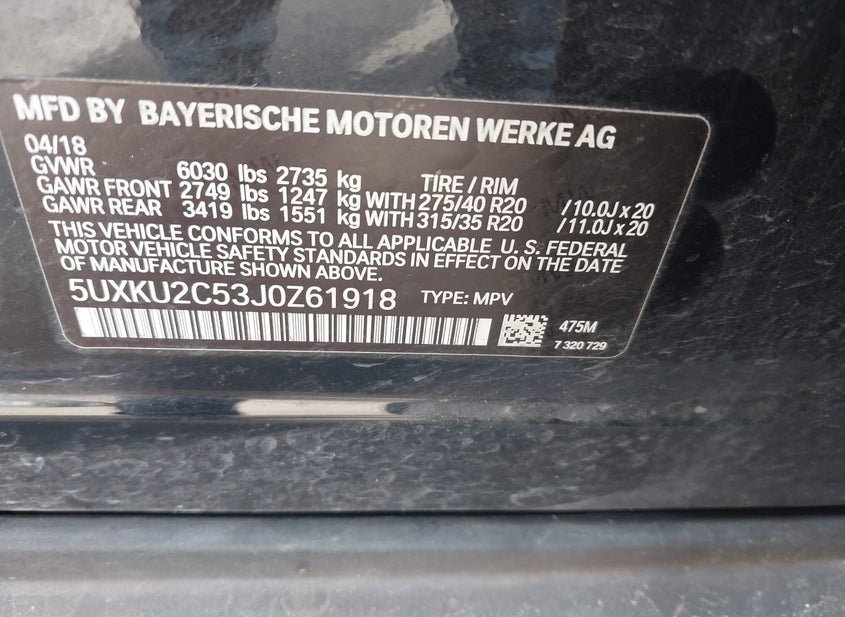 MFD BY BAYERISCHE MOTOREN WERKE AG
04/18
GVWR 6030 lbs 2735 kg TIRE / RIM
GAWR FRONT 2749 lbs 1247 kg WITH 275/40 R20 / 10.0J x 20
GAWR REAR 3419 lbs 1551 kg WITH 315/35 R20 / 11.0J x 20
THIS VEHICLE CONFORMS TO ALL APPLICABLE U. S. FEDERAL
MOTOR VEHICLE SAFETY STANDARDS IN EFFECT ON THE DATE
OF MANUFACTURE SHOWN ABOVE.
5UXKU2C53J0Z61918 TYPE: MPV
475M
7 320 729